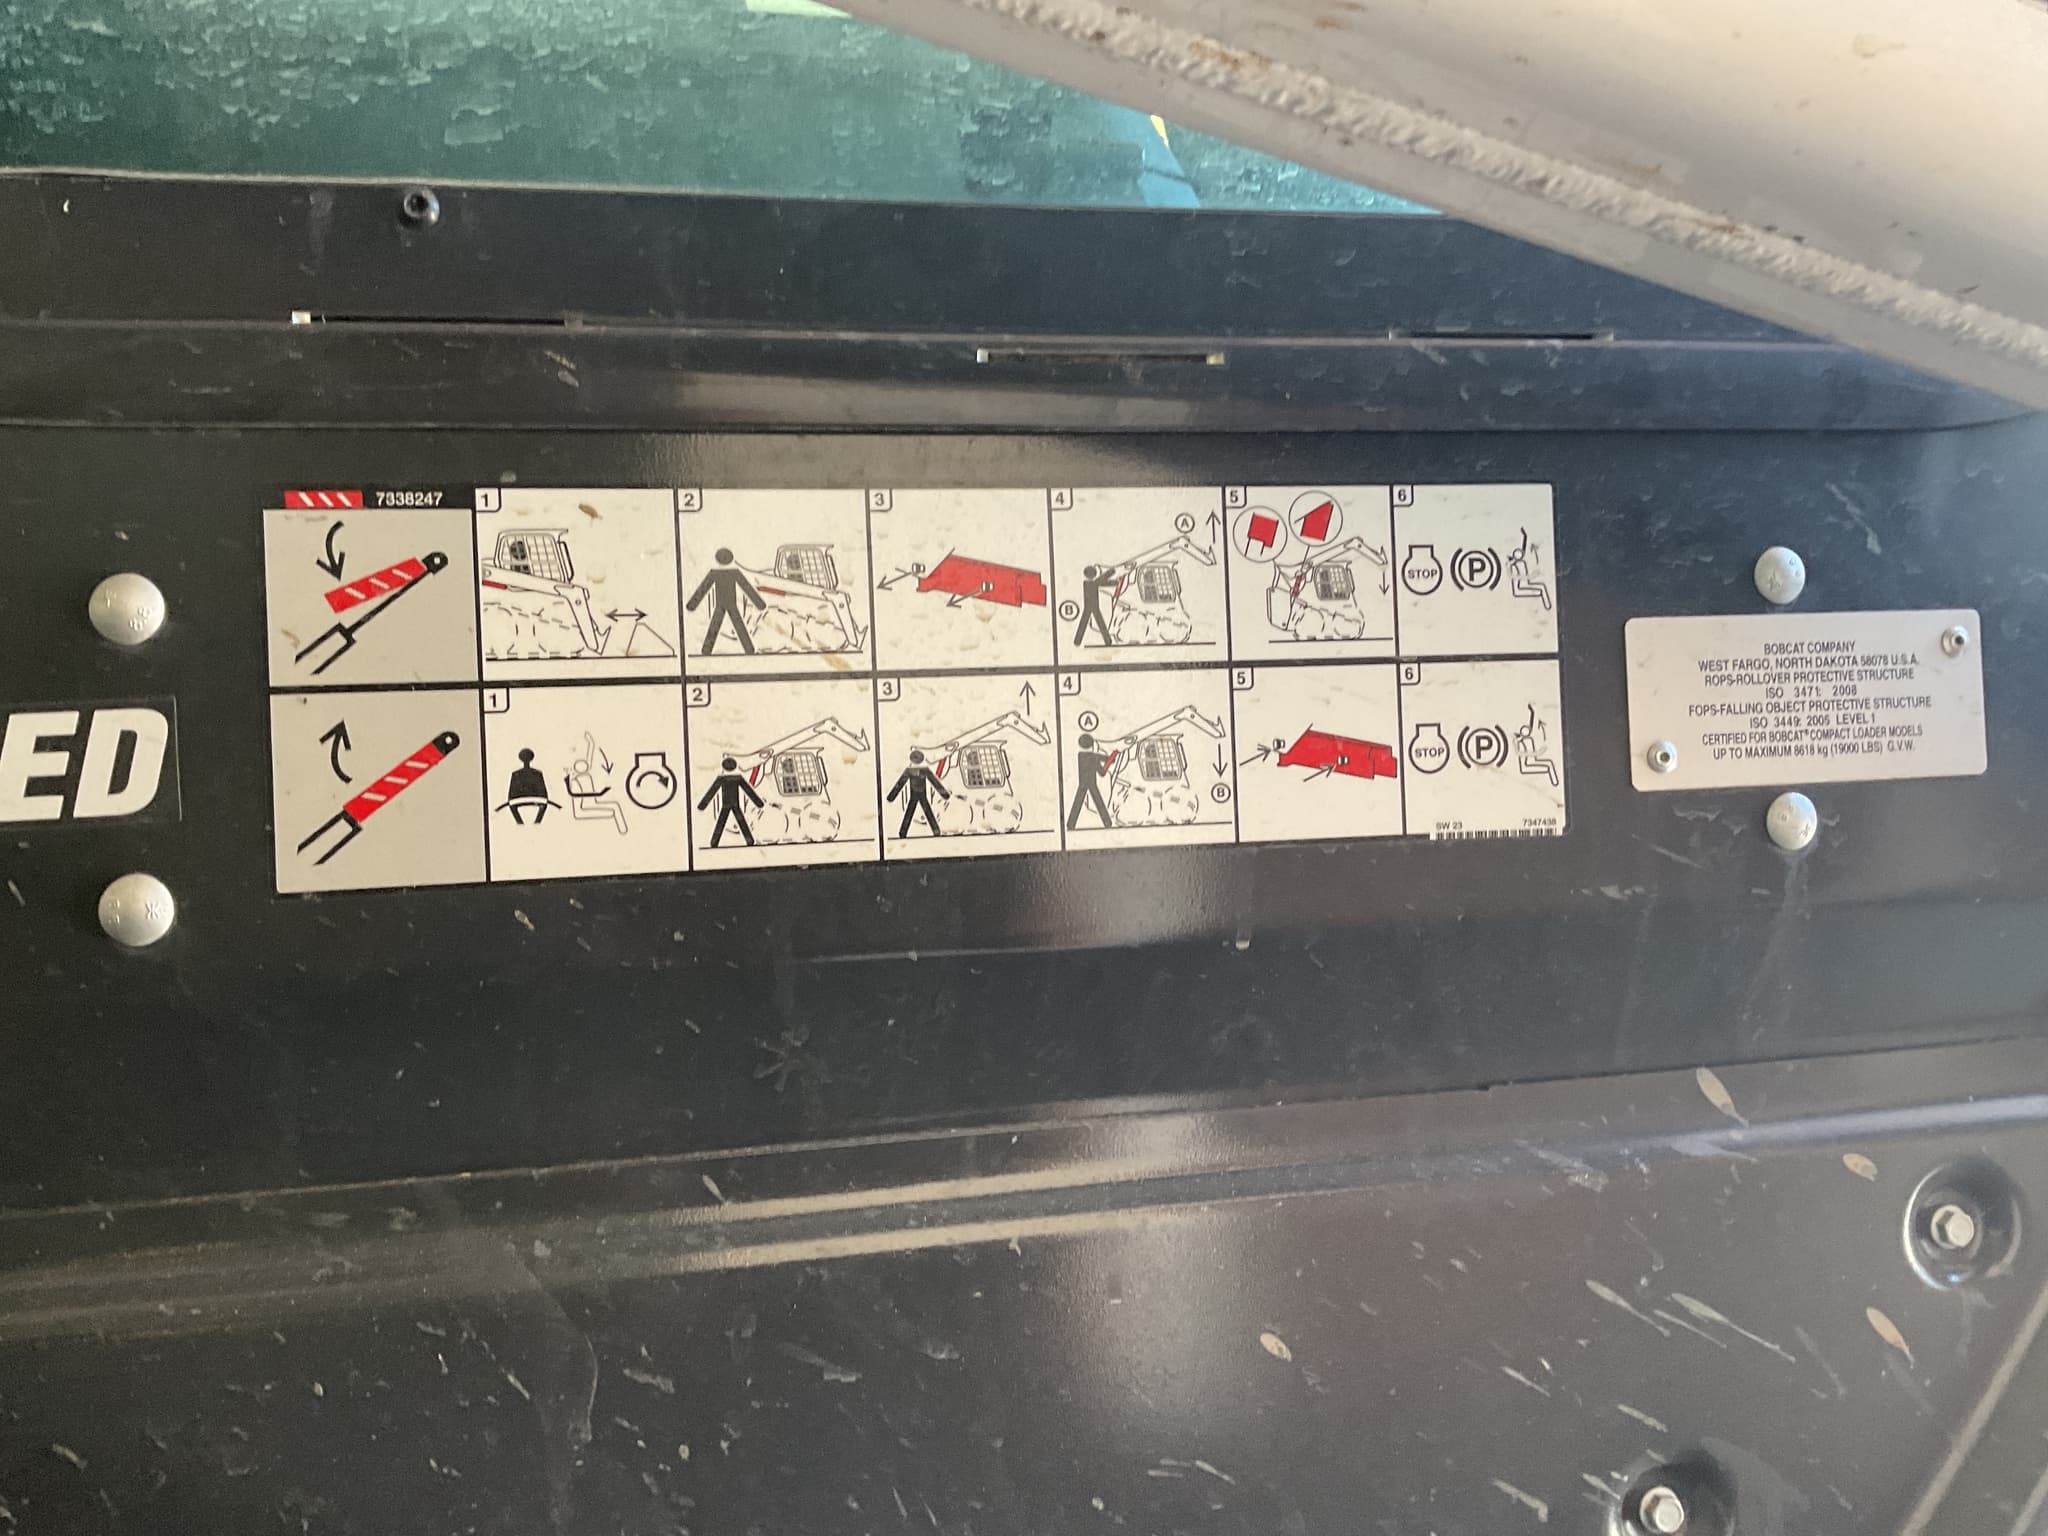 7338247
1
2
3
4
A
B
5
6
STOP
P
1
2
3
4
A
B
5
6
STOP
P
SW 23
7347438
ED
BOBCAT COMPANY
WEST FARGO, NORTH DAKOTA 58078 U.S.A.
ROPS-ROLLOVER PROTECTIVE STRUCTURE
ISO 3471: 2008
FOPS-FALLING OBJECT PROTECTIVE STRUCTURE
ISO 3449: 2005 LEVEL 1
CERTIFIED FOR BOBCAT® COMPACT LOADER MODELS
UP TO MAXIMUM 8618 kg (19000 LBS) G.V.W.